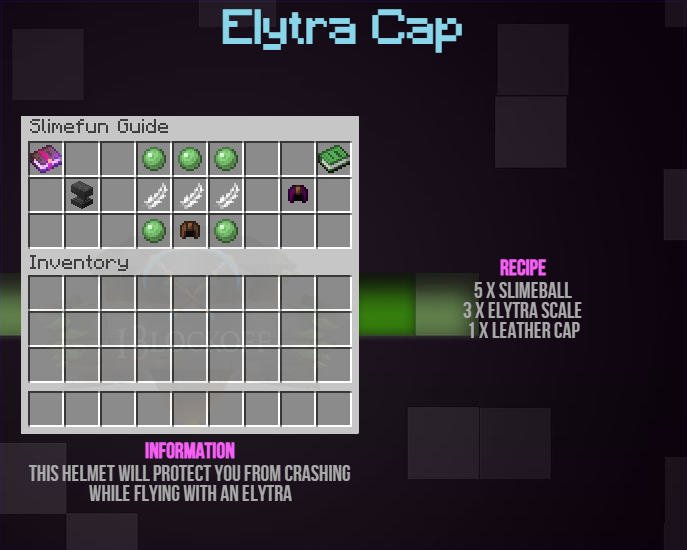 Elytra Cap
Slimefun Guide
Inventory
RECIPE
5 X SLIMEBALL
3 X ELYTRA SCALE
1 X LEATHER CAP
INFORMATION
THIS HELMET WILL PROTECT YOU FROM CRASHING
WHILE FLYING WITH AN ELYTRA